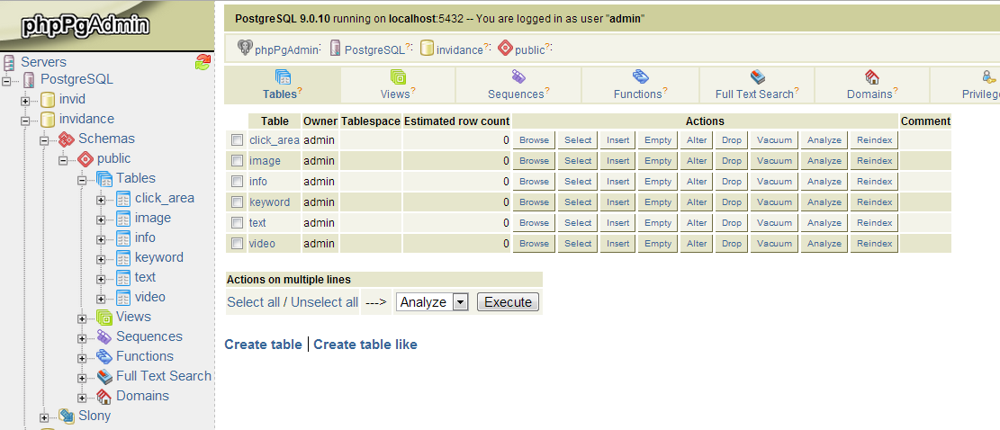 phpPgAdmin
Servers
PostgreSQL
invid
invidance
Schemas
public
Tables
click_area
image
info
keyword
text
video
Views
Sequences
Functions
Full Text Search
Domains
Slony
PostgreSQL 9.0.10 running on localhost:5432 -- You are logged in as user "admin"
phpPgAdmin: PostgreSQL?: invidance?: public?:
Tables? Views? Sequences? Functions? Full Text Search? Domains? Privileg
Table Owner Tablespace Estimated row count Actions Comment
click_area admin 0 Browse Select Insert Empty Alter Drop Vacuum Analyze Reindex
image admin 0 Browse Select Insert Empty Alter Drop Vacuum Analyze Reindex
info admin 0 Browse Select Insert Empty Alter Drop Vacuum Analyze Reindex
keyword admin 0 Browse Select Insert Empty Alter Drop Vacuum Analyze Reindex
text admin 0 Browse Select Insert Empty Alter Drop Vacuum Analyze Reindex
video admin 0 Browse Select Insert Empty Alter Drop Vacuum Analyze Reindex
Actions on multiple lines
Select all / Unselect all ---> Analyze Execute
Create table | Create table like